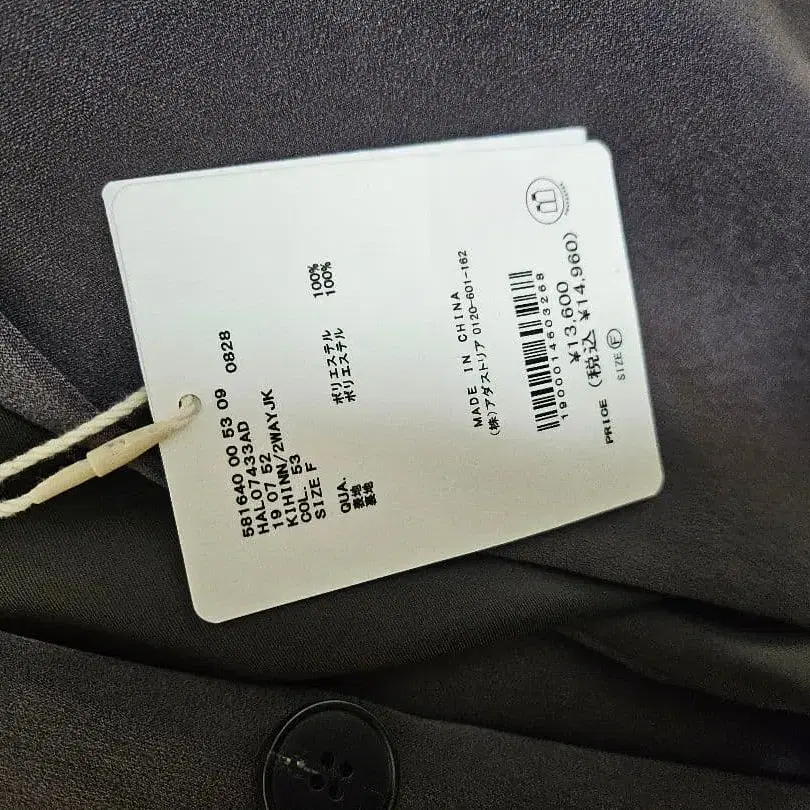 581640 00 53 09 0828
HALO7433AD
19 07 52
KIHINN/2WAYJK
COL. 53
SIZE F
QUA.
表地 ポリエステル 100%
裏地 ポリエステル 100%
MADE IN CHINA
(株)アダストリア 0120-601-162
1900014603268
¥13,600
PRICE (税込 ¥14,960)
SIZE F